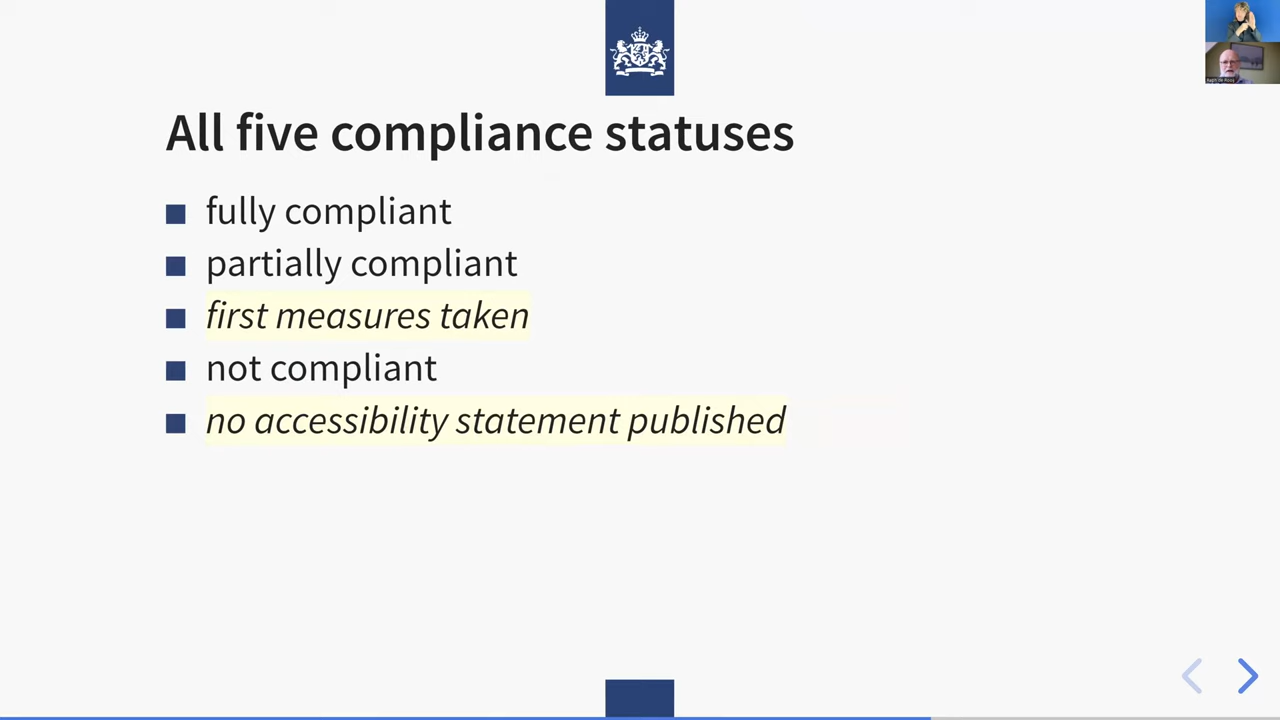 All five compliance statuses
fully compliant
partially compliant
first measures taken
not compliant
no accessibility statement published